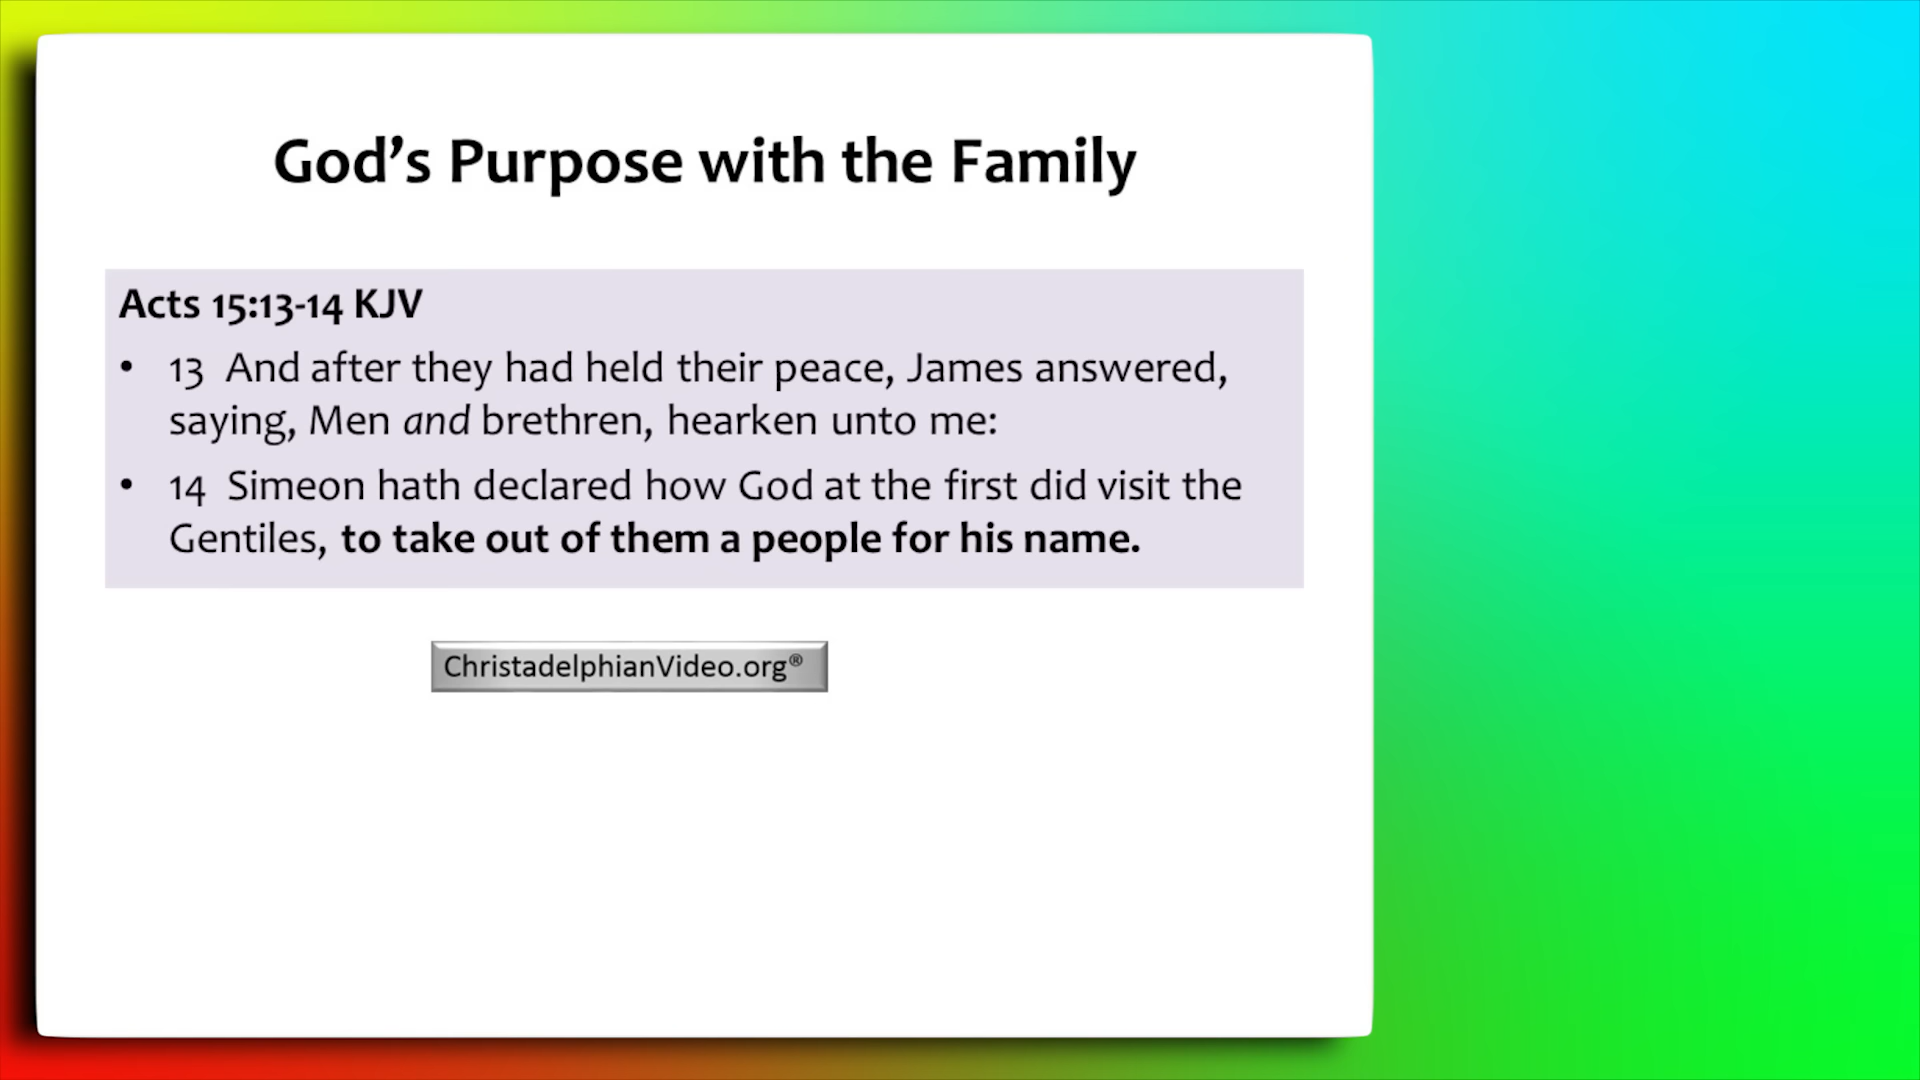 God’s Purpose with the Family
Acts 15:13-14 KJV
• 13  And after they had held their peace, James answered,
saying, Men and brethren, hearken unto me:
• 14  Simeon hath declared how God at the first did visit the
Gentiles, to take out of them a people for his name.
ChristadelphianVideo.org®